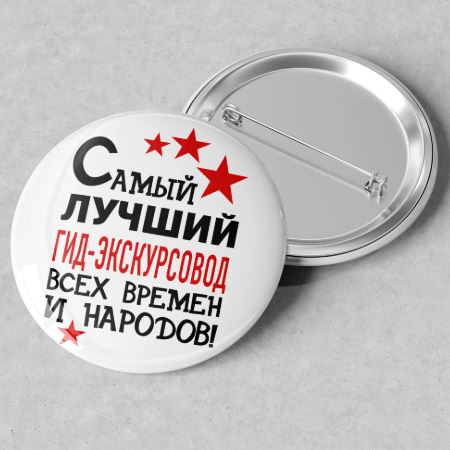 Самый
ЛУЧШИЙ
ГИД-ЭКСКУРСОВОД
ВСЕХ ВРЕМЕН
И НАРОДОВ!